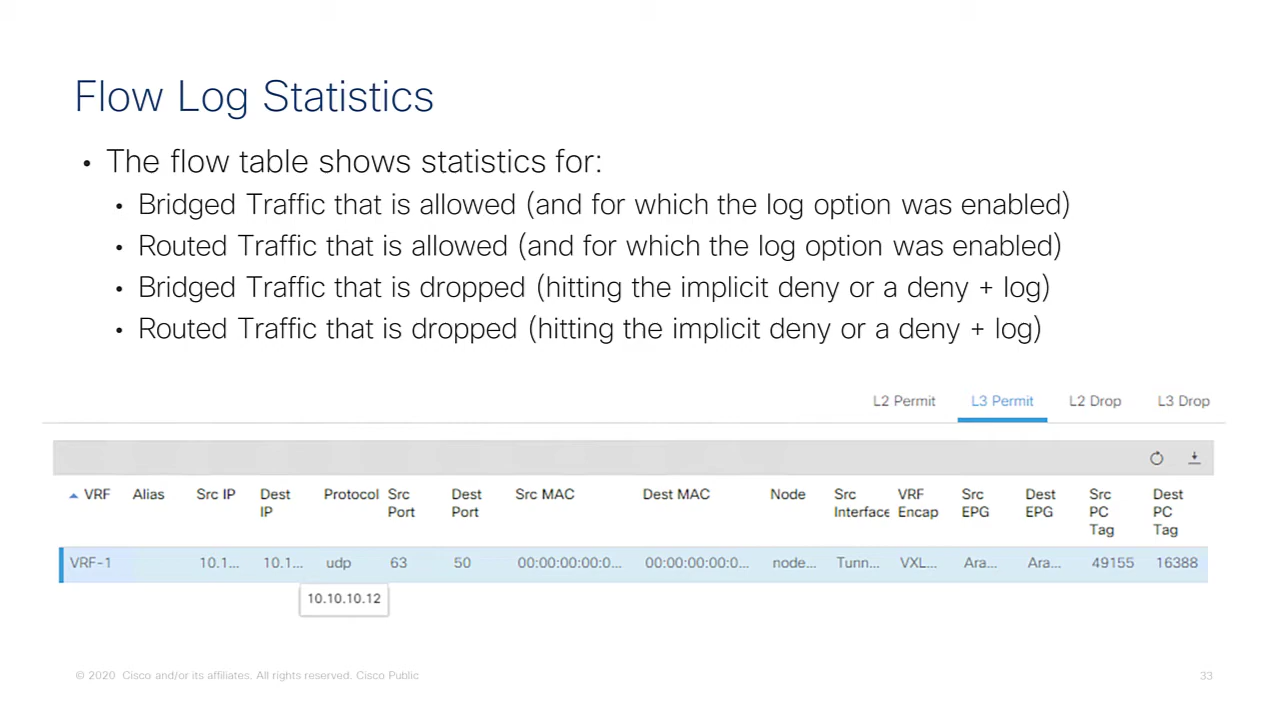 Flow Log Statistics
• The flow table shows statistics for:
• Bridged Traffic that is allowed (and for which the log option was enabled)
• Routed Traffic that is allowed (and for which the log option was enabled)
• Bridged Traffic that is dropped (hitting the implicit deny or a deny + log)
• Routed Traffic that is dropped (hitting the implicit deny or a deny + log)
L2 Permit L3 Permit L2 Drop L3 Drop
VRF Alias Src IP Dest IP Protocol Src Port Dest Port Src MAC Dest MAC Node Src Interface VRF Encap Src EPG Dest EPG Src PC Tag Dest PC Tag
VRF-1 10.1... 10.1... udp 63 50 00:00:00:00:0... 00:00:00:00:0... node... Tunn... VXL... Ara... Ara... 49155 16388
10.10.10.12
© 2020 Cisco and/or its affiliates. All rights reserved. Cisco Public
33